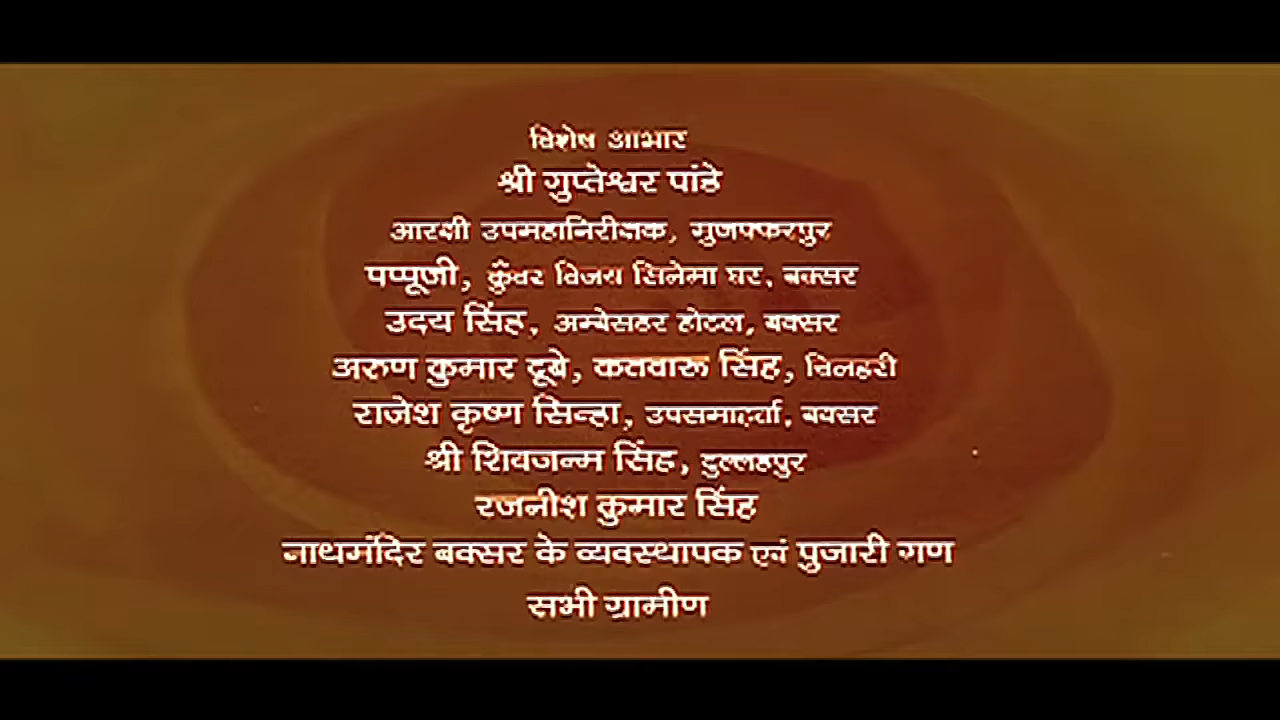 विशेष आभार
श्री गुप्तेश्वर पांडे
आरक्षी उपमहानिरीक्षक, मुजफ्फरपुर
पप्पूजी, कुँवर विजय सिनेमा घर, बक्सर
उदय सिंह, अम्बेसडर होटल, बक्सर
अरुण कुमार दूबे, कतवारू सिंह, चिलहरी
राजेश कृष्ण सिन्हा, उपसमाहर्ता, बक्सर
श्री शिवजन्म सिंह, दुल्लहपुर
रजनीश कुमार सिंह
नाथमंदिर बक्सर के व्यवस्थापक एवं पुजारी गण
सभी ग्रामीण